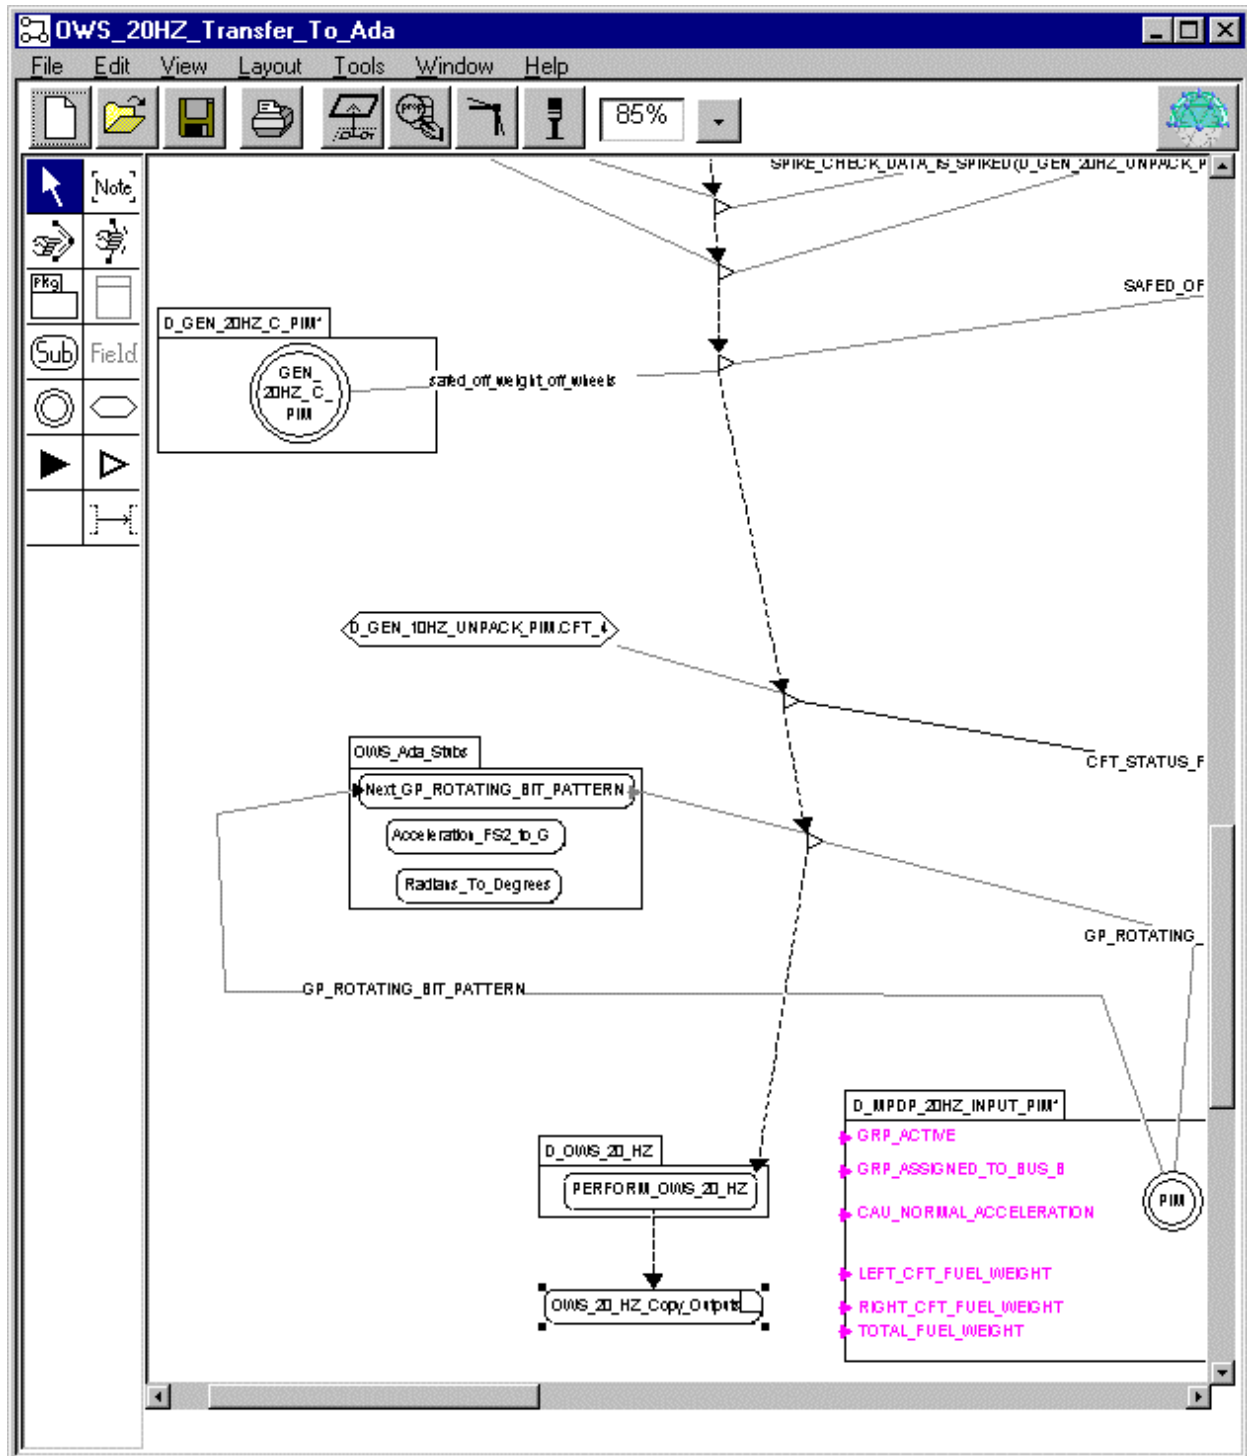 OWS_20HZ_Transfer_To_Ada
File Edit View Layout Tools Window Help
prop
85%
Note
Pkg
Sub
Field
SPIKE_CHECK_DATA_IS_SPIKED(D_GEN_20HZ_UNPACK_P
SAFED_OF
D_GEN_20HZ_C_PIM*
GEN_
20HZ_C_
PIM
safed_off_weight_off_wheels
D_GEN_10HZ_UNPACK_PIM.CFT_4
CFT_STATUS_F
OWS_Ada_Stubs
Next_GP_ROTATING_BIT_PATTERN
Acceleration_FS2_to_G
Radians_To_Degrees
GP_ROTATING_
GP_ROTATING_BIT_PATTERN
D_MPDP_20HZ_INPUT_PIM*
GRP_ACTIVE
GRP_ASSIGNED_TO_BUS_B
CAU_NORMAL_ACCELERATION
LEFT_CFT_FUEL_WEIGHT
RIGHT_CFT_FUEL_WEIGHT
TOTAL_FUEL_WEIGHT
PIM
D_OWS_20_HZ
PERFORM_OWS_20_HZ
OWS_20_HZ_Copy_Outputs